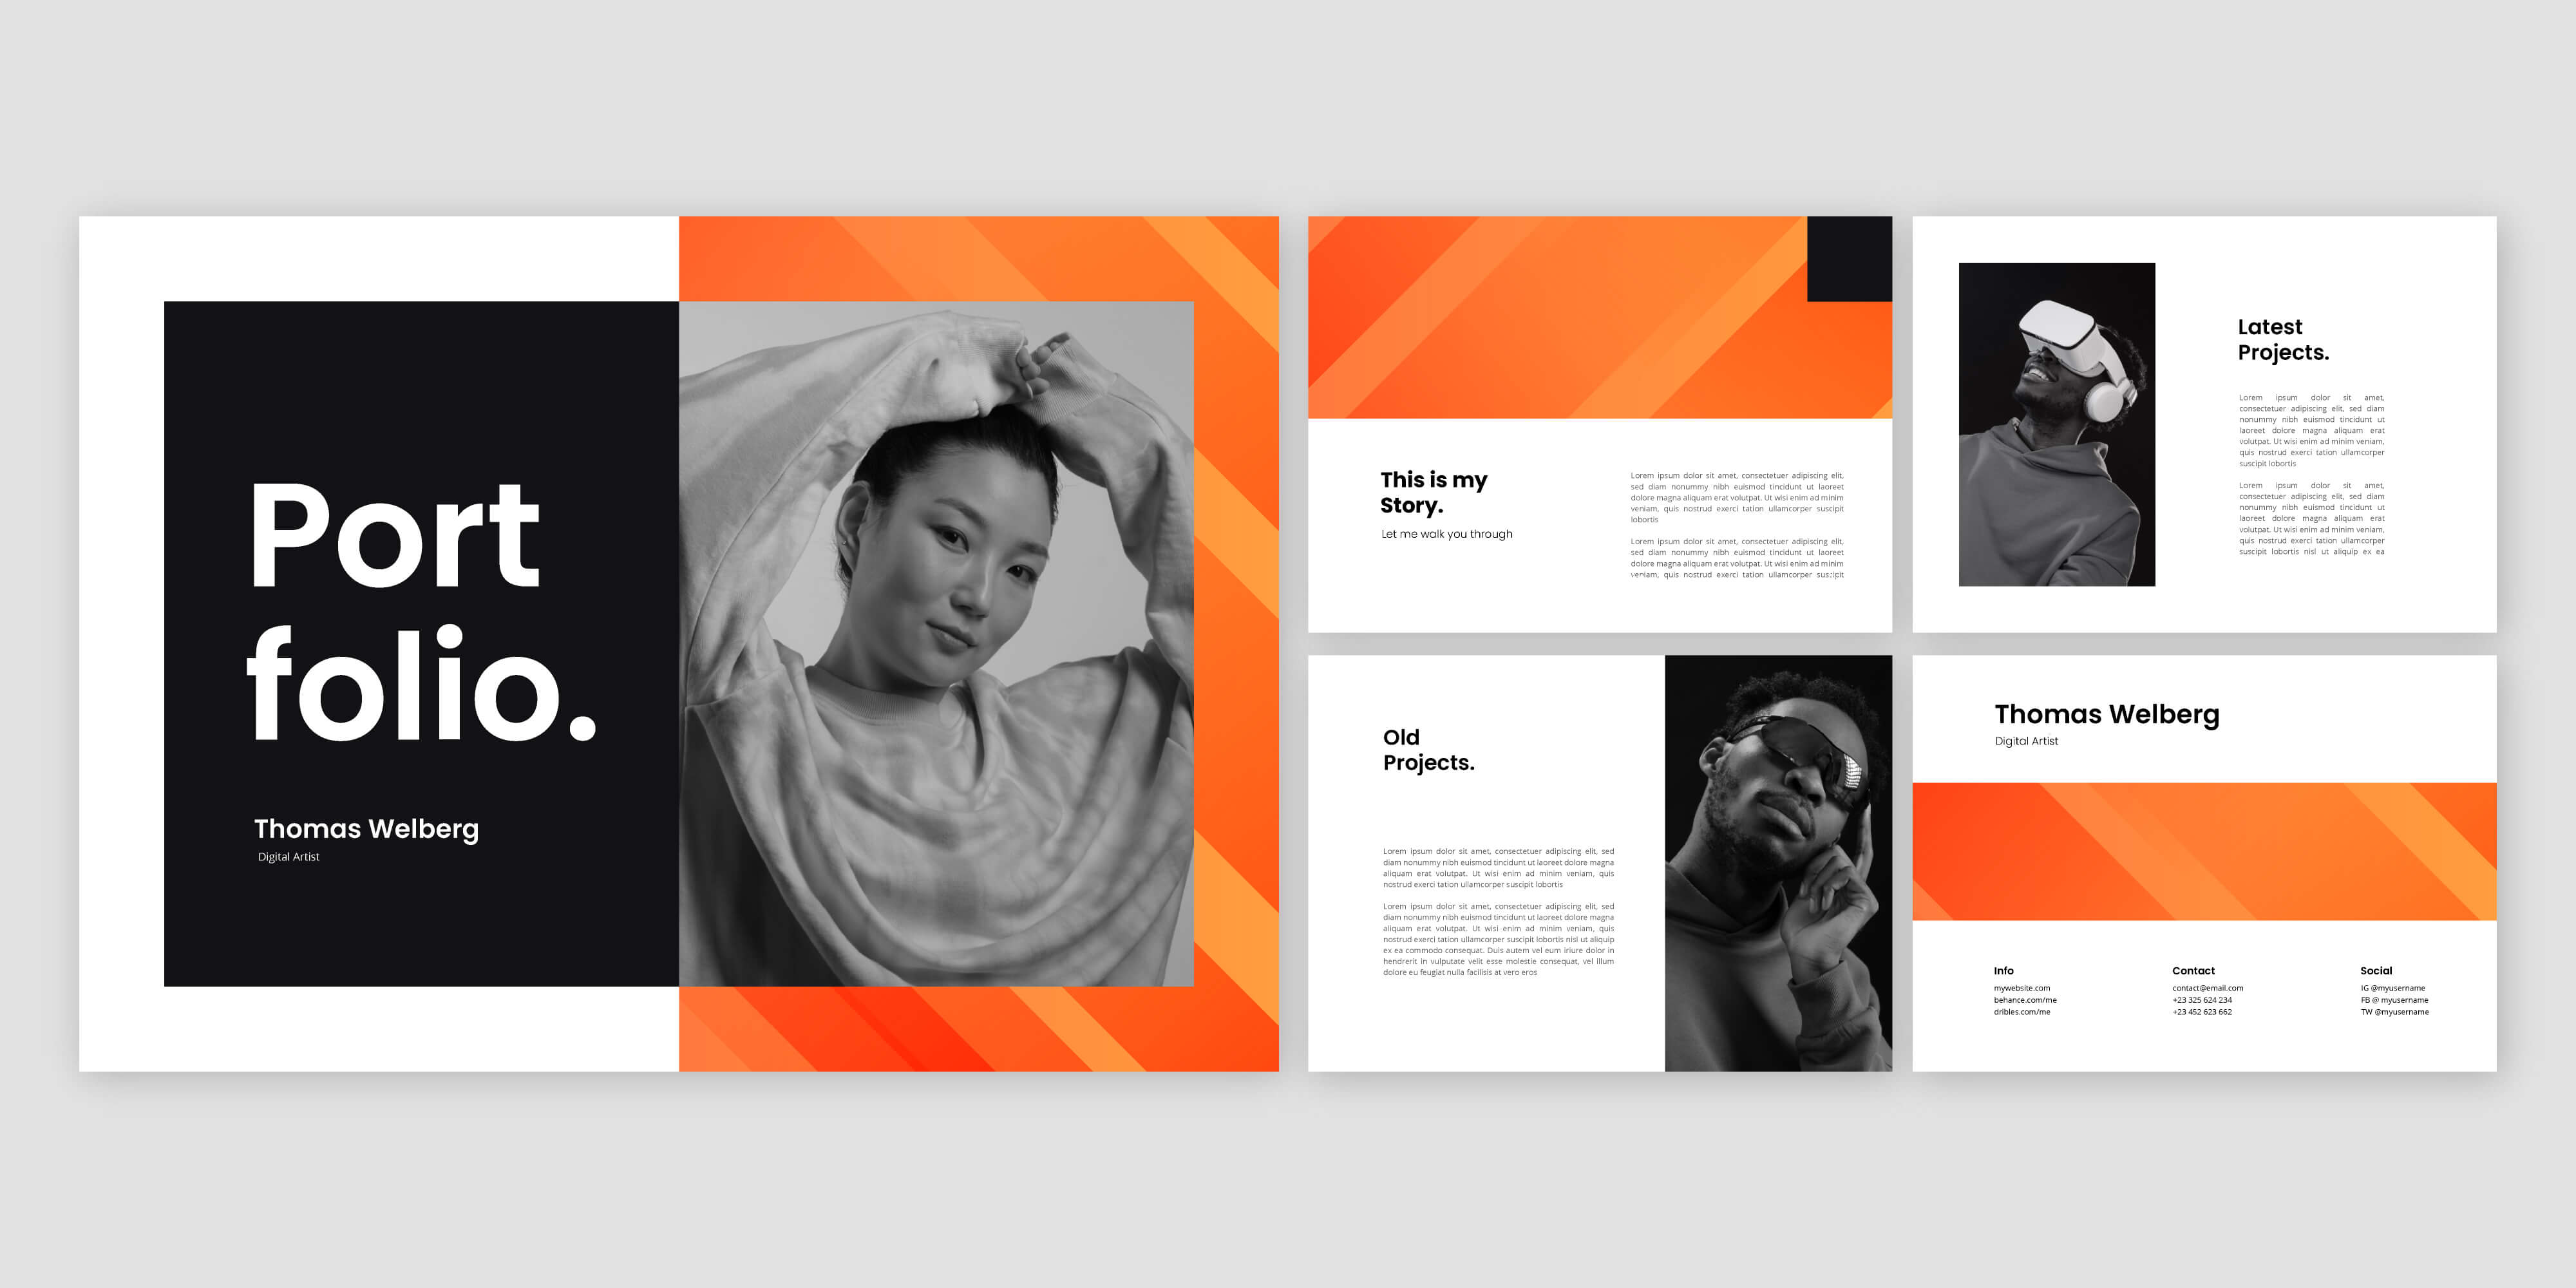 Port
folio.
Thomas Welberg
Digital Artist
This is my
Story.
Let me walk you through
Lorem ipsum dolor sit amet, consectetuer adipiscing elit,
sed diam nonummy nibh euismod tincidunt ut laoreet
dolore magna aliquam erat volutpat. Ut wisi enim ad minim
veniam, quis nostrud exerci tation ullamcorper suscipit
lobortis
Lorem ipsum dolor sit amet, consectetuer adipiscing elit,
sed diam nonummy nibh euismod tincidunt ut laoreet
dolore magna aliquam erat volutpat. Ut wisi enim ad minim
veniam, quis nostrud exerci tation ullamcorper suscipit
Latest
Projects.
Lorem ipsum dolor sit amet,
consectetuer adipiscing elit, sed diam
nonummy nibh euismod tincidunt ut
laoreet dolore magna aliquam erat
volutpat. Ut wisi enim ad minim veniam,
quis nostrud exerci tation ullamcorper
suscipit lobortis
Lorem ipsum dolor sit amet,
consectetuer adipiscing elit, sed diam
nonummy nibh euismod tincidunt ut
laoreet dolore magna aliquam erat
volutpat. Ut wisi enim ad minim veniam,
quis nostrud exerci tation ullamcorper
suscipit lobortis nisl ut aliquip ex ea
Old
Projects.
Lorem ipsum dolor sit amet, consectetuer adipiscing elit, sed
diam nonummy nibh euismod tincidunt ut laoreet dolore magna
aliquam erat volutpat. Ut wisi enim ad minim veniam, quis
nostrud exerci tation ullamcorper suscipit lobortis
Lorem ipsum dolor sit amet, consectetuer adipiscing elit, sed
diam nonummy nibh euismod tincidunt ut laoreet dolore magna
aliquam erat volutpat. Ut wisi enim ad minim veniam, quis
nostrud exerci tation ullamcorper suscipit lobortis nisl ut aliquip
ex ea commodo consequat. Duis autem vel eum iriure dolor in
hendrerit in vulputate velit esse molestie consequat, vel illum
dolore eu feugiat nulla facilisis at vero eros
Thomas Welberg
Digital Artist
Info
mywebsite.com
behance.com/me
dribles.com/me
Contact
contact@email.com
+23 325 624 234
+23 452 623 662
Social
IG @myusername
FB @ myusername
TW @myusername